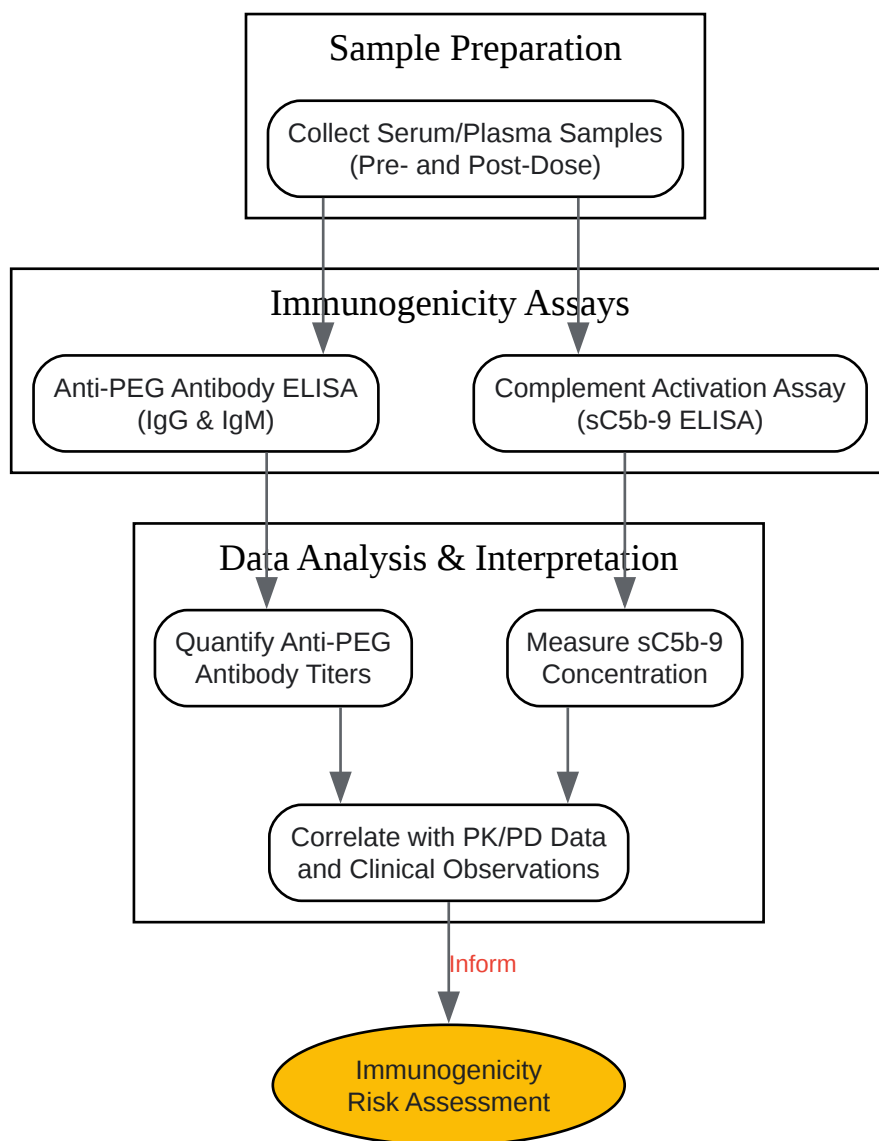 Sample Preparation
Collect Serum/Plasma Samples
(Pre- and Post-Dose)
Immunogenicity Assays
Anti-PEG Antibody ELISA
(IgG & IgM)
Complement Activation Assay
(sC5b-9 ELISA)
Data Analysis & Interpretation
Quantify Anti-PEG
Antibody Titers
Measure sC5b-9
Concentration
Correlate with PK/PD Data
and Clinical Observations
Inform
Immunogenicity
Risk Assessment